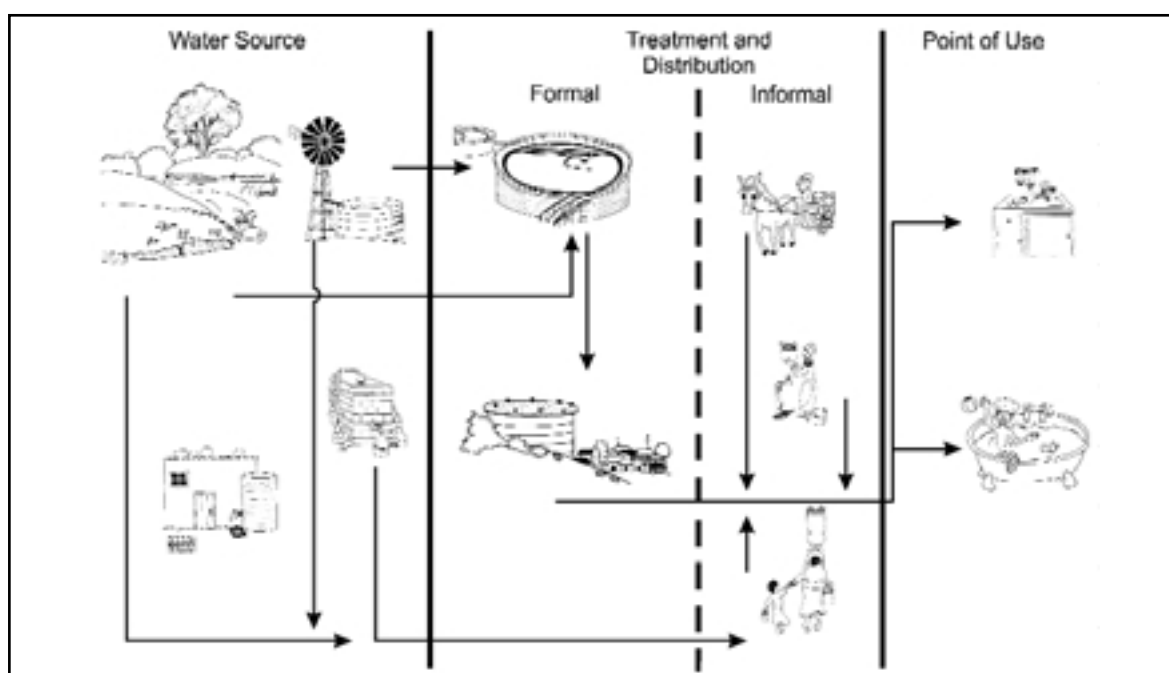 Water Source
Treatment and
Distribution
Point of Use
Formal
Informal